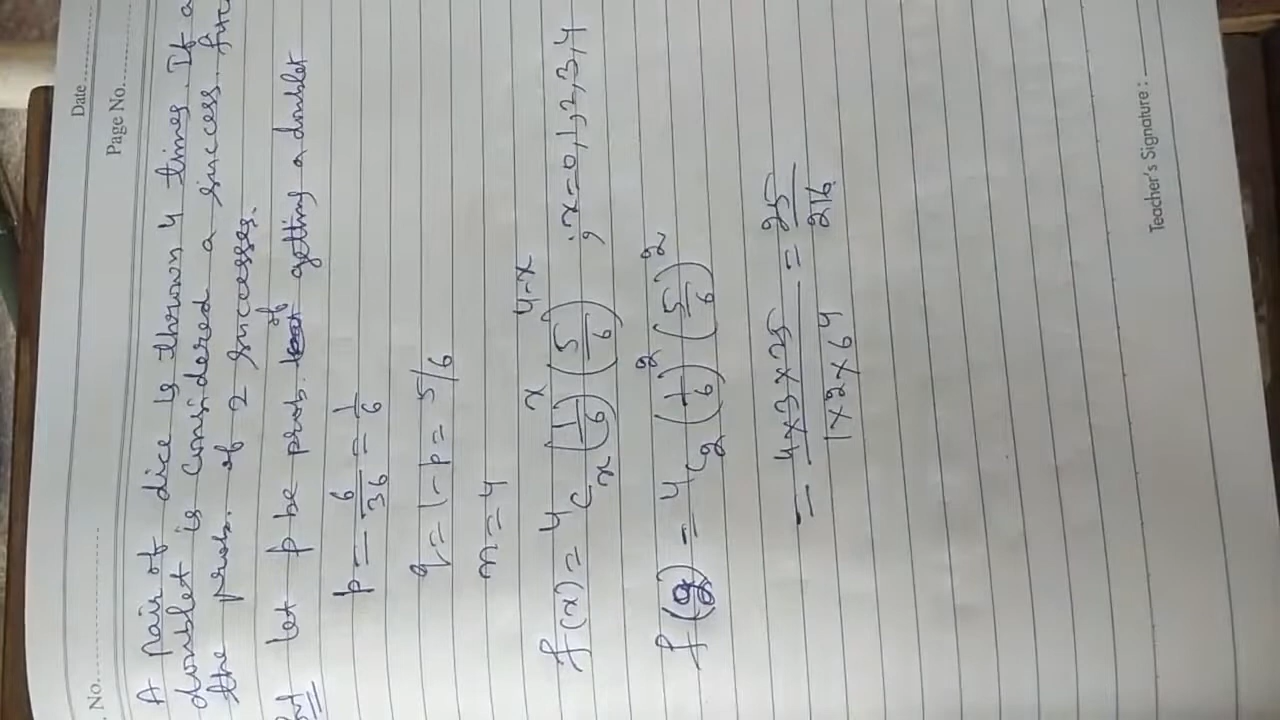 . No...............
Date ...............
Page No...............
A pair of dice is thrown 4 times. If a
doublet is considered a success. find
the prob. of 2 successes.
let p be prob. of getting a doublet
p = 6/36 = 1/6
q = 1 - p = 5/6
n = 4
f(x) = ⁴Cₓ (1/6)ˣ (5/6)⁴⁻ˣ ; x = 0, 1, 2, 3, 4
f(2) = ⁴C₂ (1/6)² (5/6)²
= 4×3×25 / 1×2×64 = 25/216
Teacher's Signature :